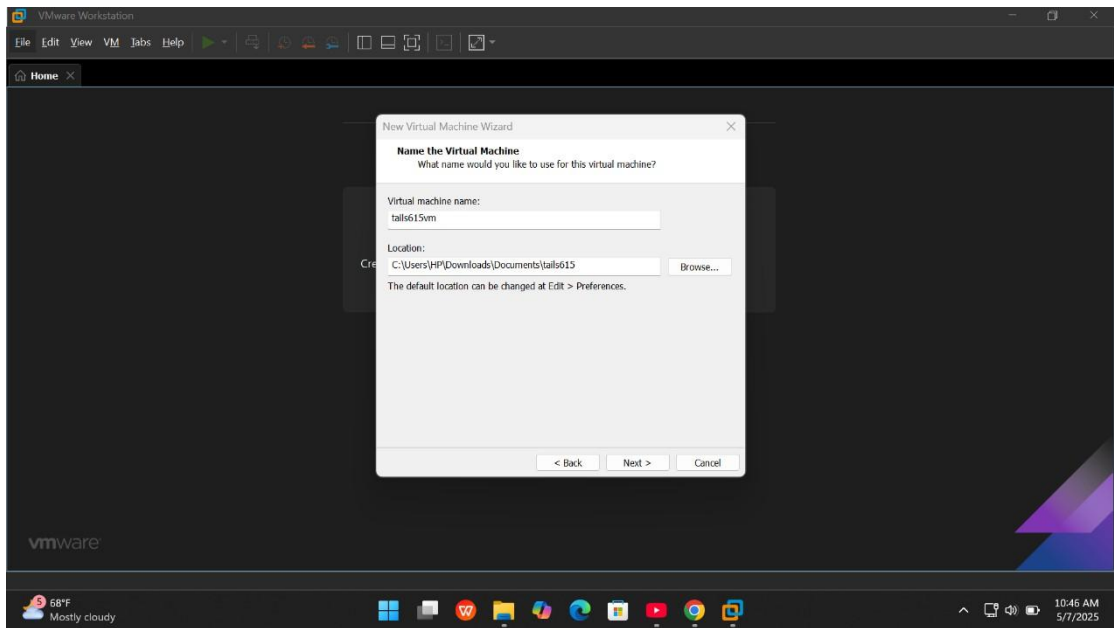 VMware Workstation
File Edit View VM Tabs Help
Home
New Virtual Machine Wizard
Name the Virtual Machine
What name would you like to use for this virtual machine?
Virtual machine name:
tails615vm
Location:
Cre
C:\Users\HP\Downloads\Documents\tails615
Browse...
The default location can be changed at Edit > Preferences.
< Back Next > Cancel
vmware
5
68°F
Mostly cloudy
W
10:46 AM
5/7/2025